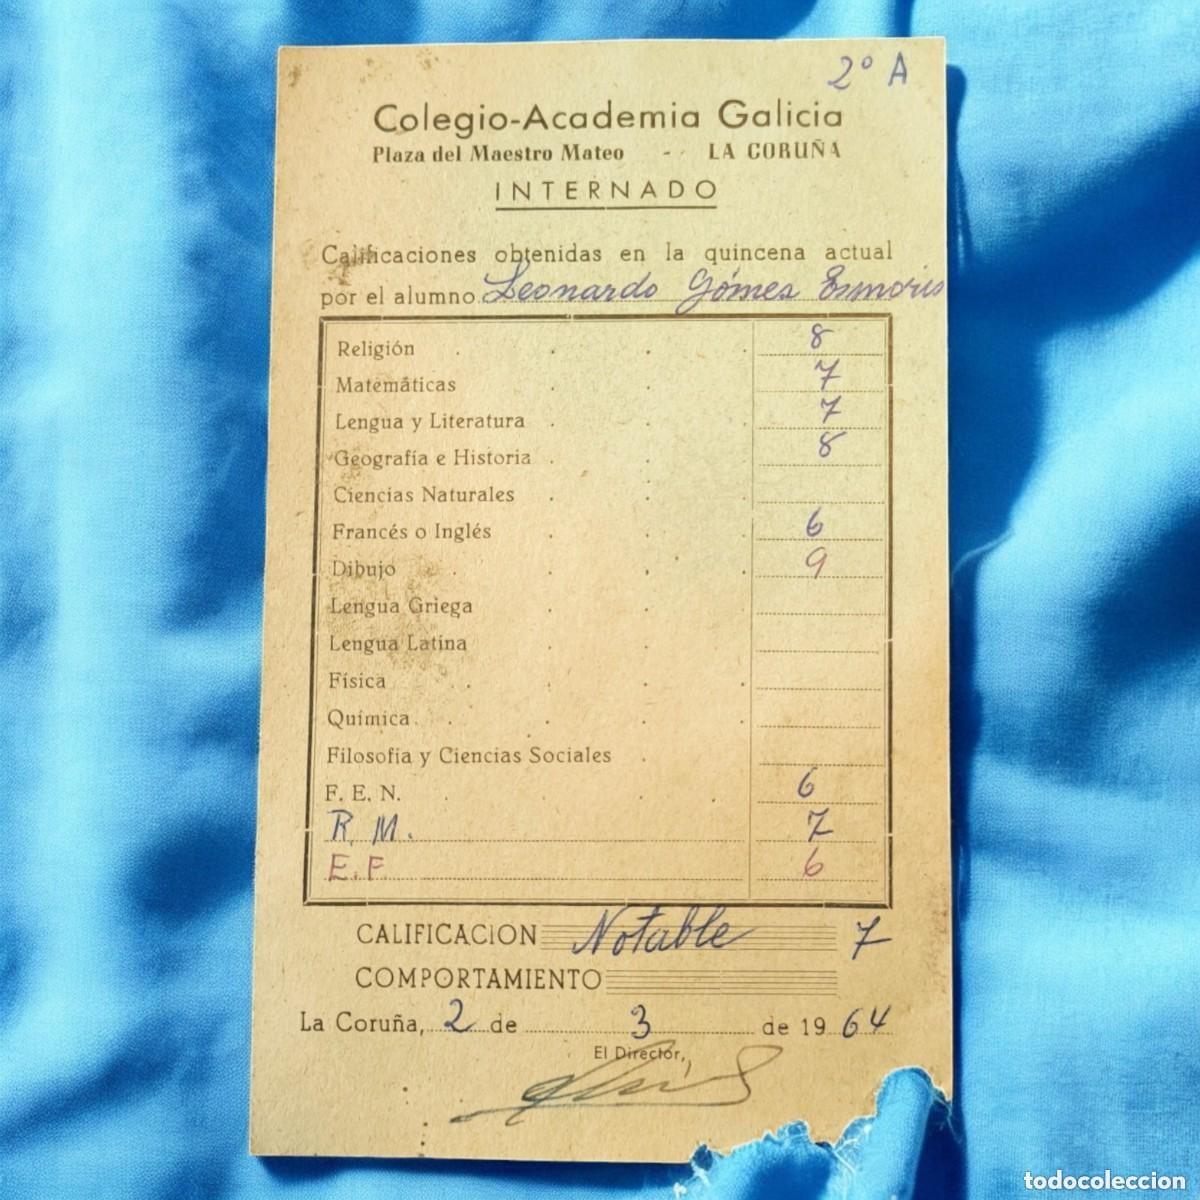 2º A
Colegio-Academia Galicia
Plaza del Maestro Mateo - LA CORUÑA
INTERNADO
Calificaciones obtenidas en la quincena actual
por el alumno Leonardo Gómes Esmoris
Religión 8
Matemáticas 7
Lengua y Literatura 7
Geografía e Historia 8
Ciencias Naturales
Francés o Inglés 6
Dibujo 9
Lengua Griega
Lengua Latina
Física
Química
Filosofía y Ciencias Sociales
F. E. N. 6
R. M. 7
E. F. 6
CALIFICACION Notable 7
COMPORTAMIENTO
La Coruña, 2 de 3 de 1964
El Director,
todocoleccion